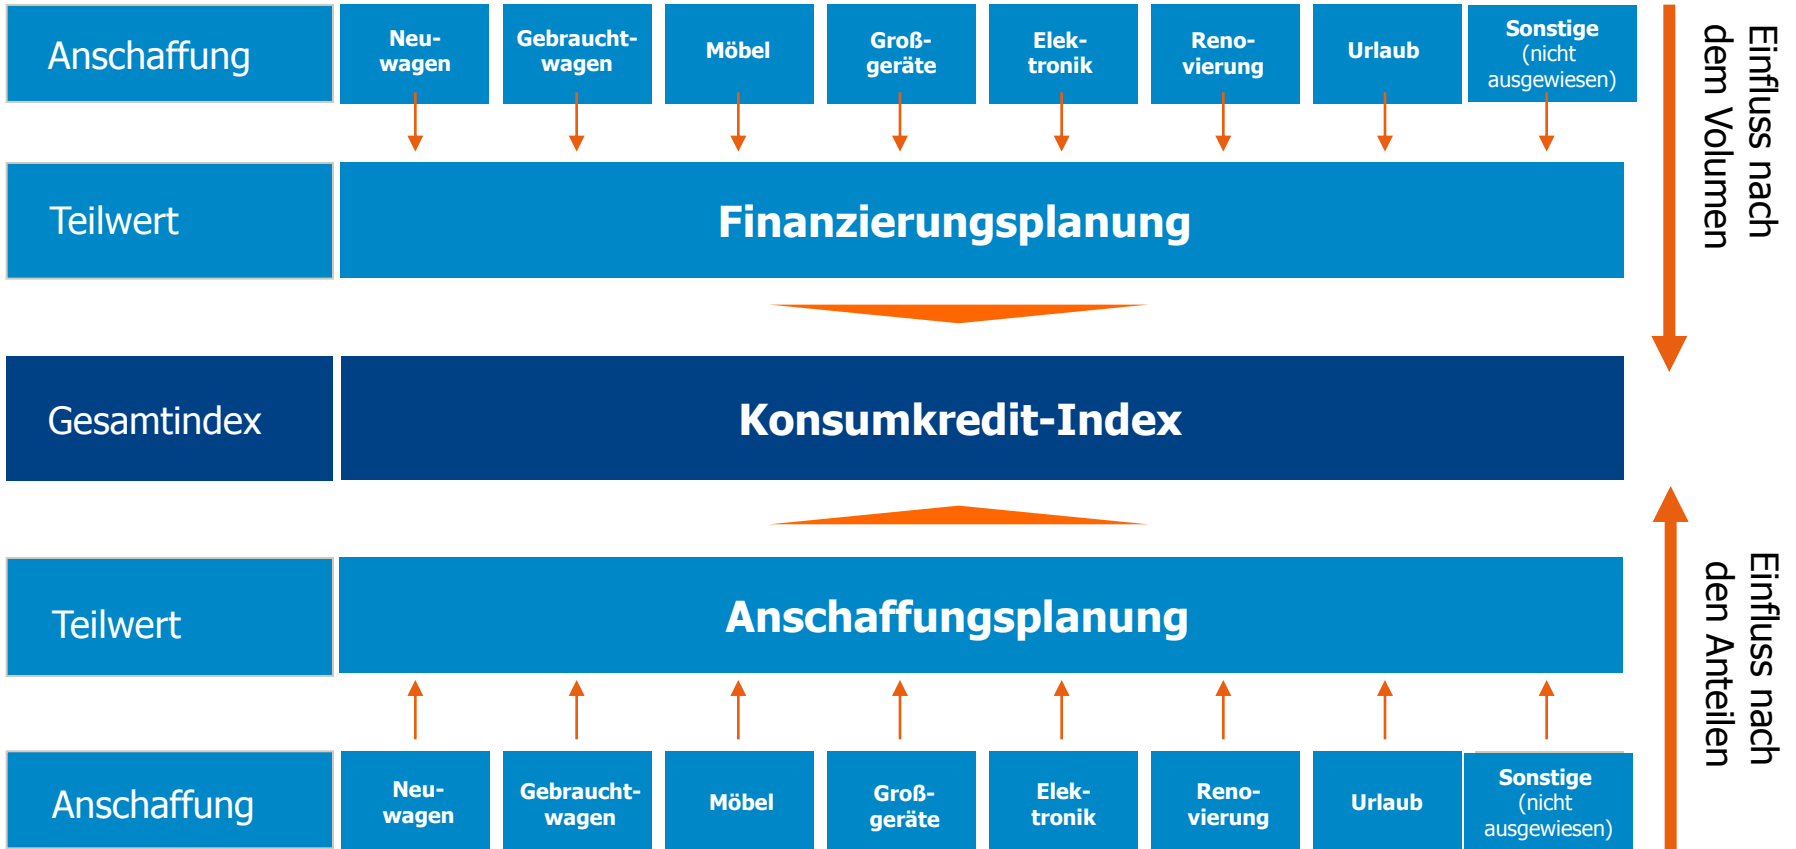 Anschaffung
Neu-
wagen
Gebraucht-
wagen
Möbel
Groß-
geräte
Elek-
tronik
Reno-
vierung
Urlaub
Sonstige
(nicht
ausgewiesen)
Einfluss nach
dem Volumen
Teilwert
Finanzierungsplanung
Gesamtindex
Konsumkredit-Index
Teilwert
Anschaffungsplanung
Einfluss nach
den Anteilen
Anschaffung
Neu-
wagen
Gebraucht-
wagen
Möbel
Groß-
geräte
Elek-
tronik
Reno-
vierung
Urlaub
Sonstige
(nicht
ausgewiesen)